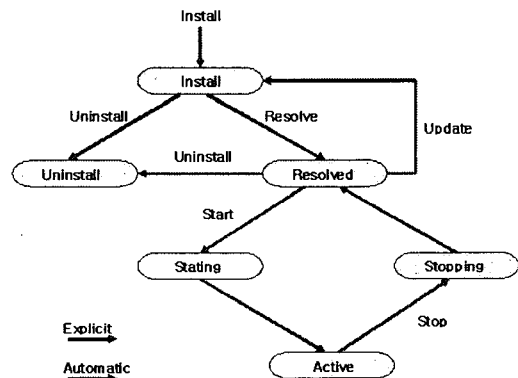 Install
Install
Uninstall
Resolve
Update
Uninstall
Uninstall
Resolved
Start
Stating
Stopping
Explicit
Stop
Automatic
Active